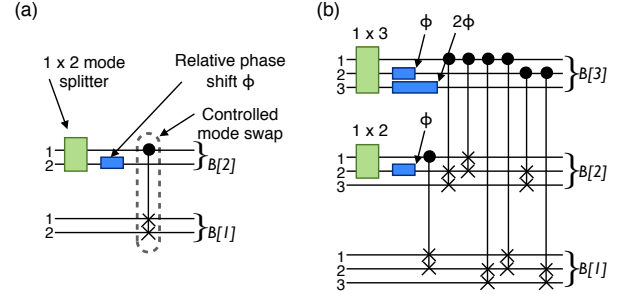 (a)
1 x 2 mode
splitter
Relative phase
shift ϕ
Controlled
mode swap
1
2
B[2]
1
2
B[1]
(b)
1 x 3
ϕ
2ϕ
1
2
3
B[3]
1 x 2
ϕ
1
2
3
B[2]
1
2
3
B[1]